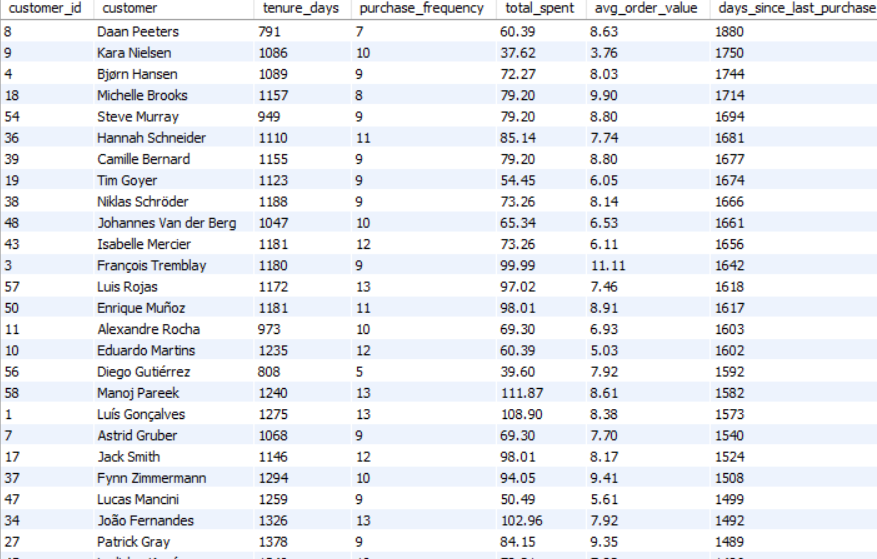 customer_id customer tenure_days purchase_frequency total_spent avg_order_value days_since_last_purchase
8 Daan Peeters 791 7 60.39 8.63 1880
9 Kara Nielsen 1086 10 37.62 3.76 1750
4 Bjørn Hansen 1089 9 72.27 8.03 1744
18 Michelle Brooks 1157 8 79.20 9.90 1714
54 Steve Murray 949 9 79.20 8.80 1694
36 Hannah Schneider 1110 11 85.14 7.74 1681
39 Camille Bernard 1155 9 79.20 8.80 1677
19 Tim Goyer 1123 9 54.45 6.05 1674
38 Niklas Schröder 1188 9 73.26 8.14 1666
48 Johannes Van der Berg 1047 10 65.34 6.53 1661
43 Isabelle Mercier 1181 12 73.26 6.11 1656
3 François Tremblay 1180 9 99.99 11.11 1642
57 Luis Rojas 1172 13 97.02 7.46 1618
50 Enrique Muñoz 1181 11 98.01 8.91 1617
11 Alexandre Rocha 973 10 69.30 6.93 1603
10 Eduardo Martins 1235 12 60.39 5.03 1602
56 Diego Gutiérrez 808 5 39.60 7.92 1592
58 Manoj Pareek 1240 13 111.87 8.61 1582
1 Luís Gonçalves 1275 13 108.90 8.38 1573
7 Astrid Gruber 1068 9 69.30 7.70 1540
17 Jack Smith 1146 12 98.01 8.17 1524
37 Fynn Zimmermann 1294 10 94.05 9.41 1508
47 Lucas Mancini 1259 9 50.49 5.61 1499
34 João Fernandes 1326 13 102.96 7.92 1492
27 Patrick Gray 1378 9 84.15 9.35 1489